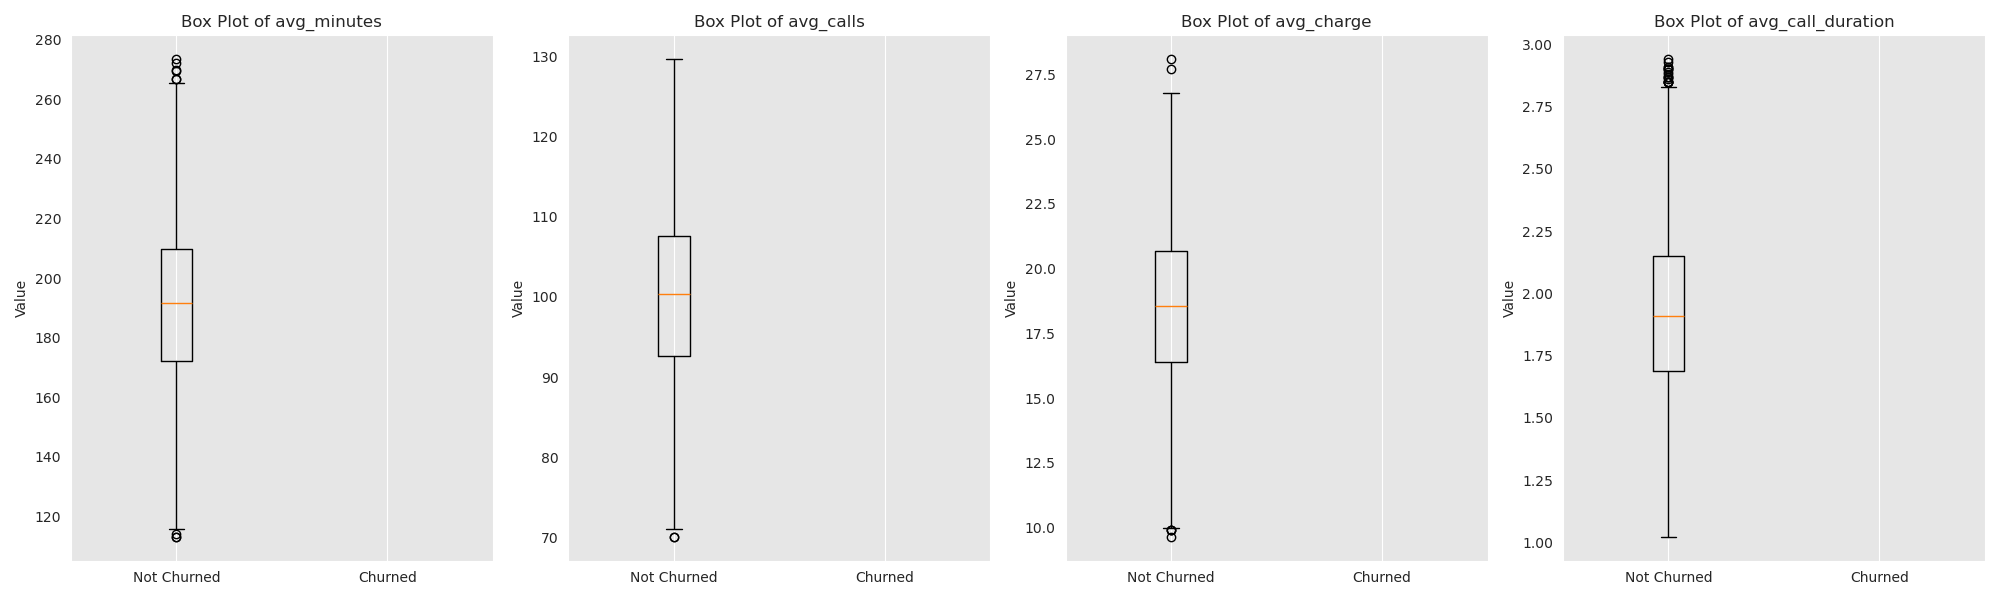 Box Plot of avg_minutes
280
260
240
220
200
180
160
140
120
Value
Not Churned
Churned
Box Plot of avg_calls
130
120
110
100
90
80
70
Value
Not Churned
Churned
Box Plot of avg_charge
27.5
25.0
22.5
20.0
17.5
15.0
12.5
10.0
Value
Not Churned
Churned
Box Plot of avg_call_duration
3.00
2.75
2.50
2.25
2.00
1.75
1.50
1.25
1.00
Value
Not Churned
Churned